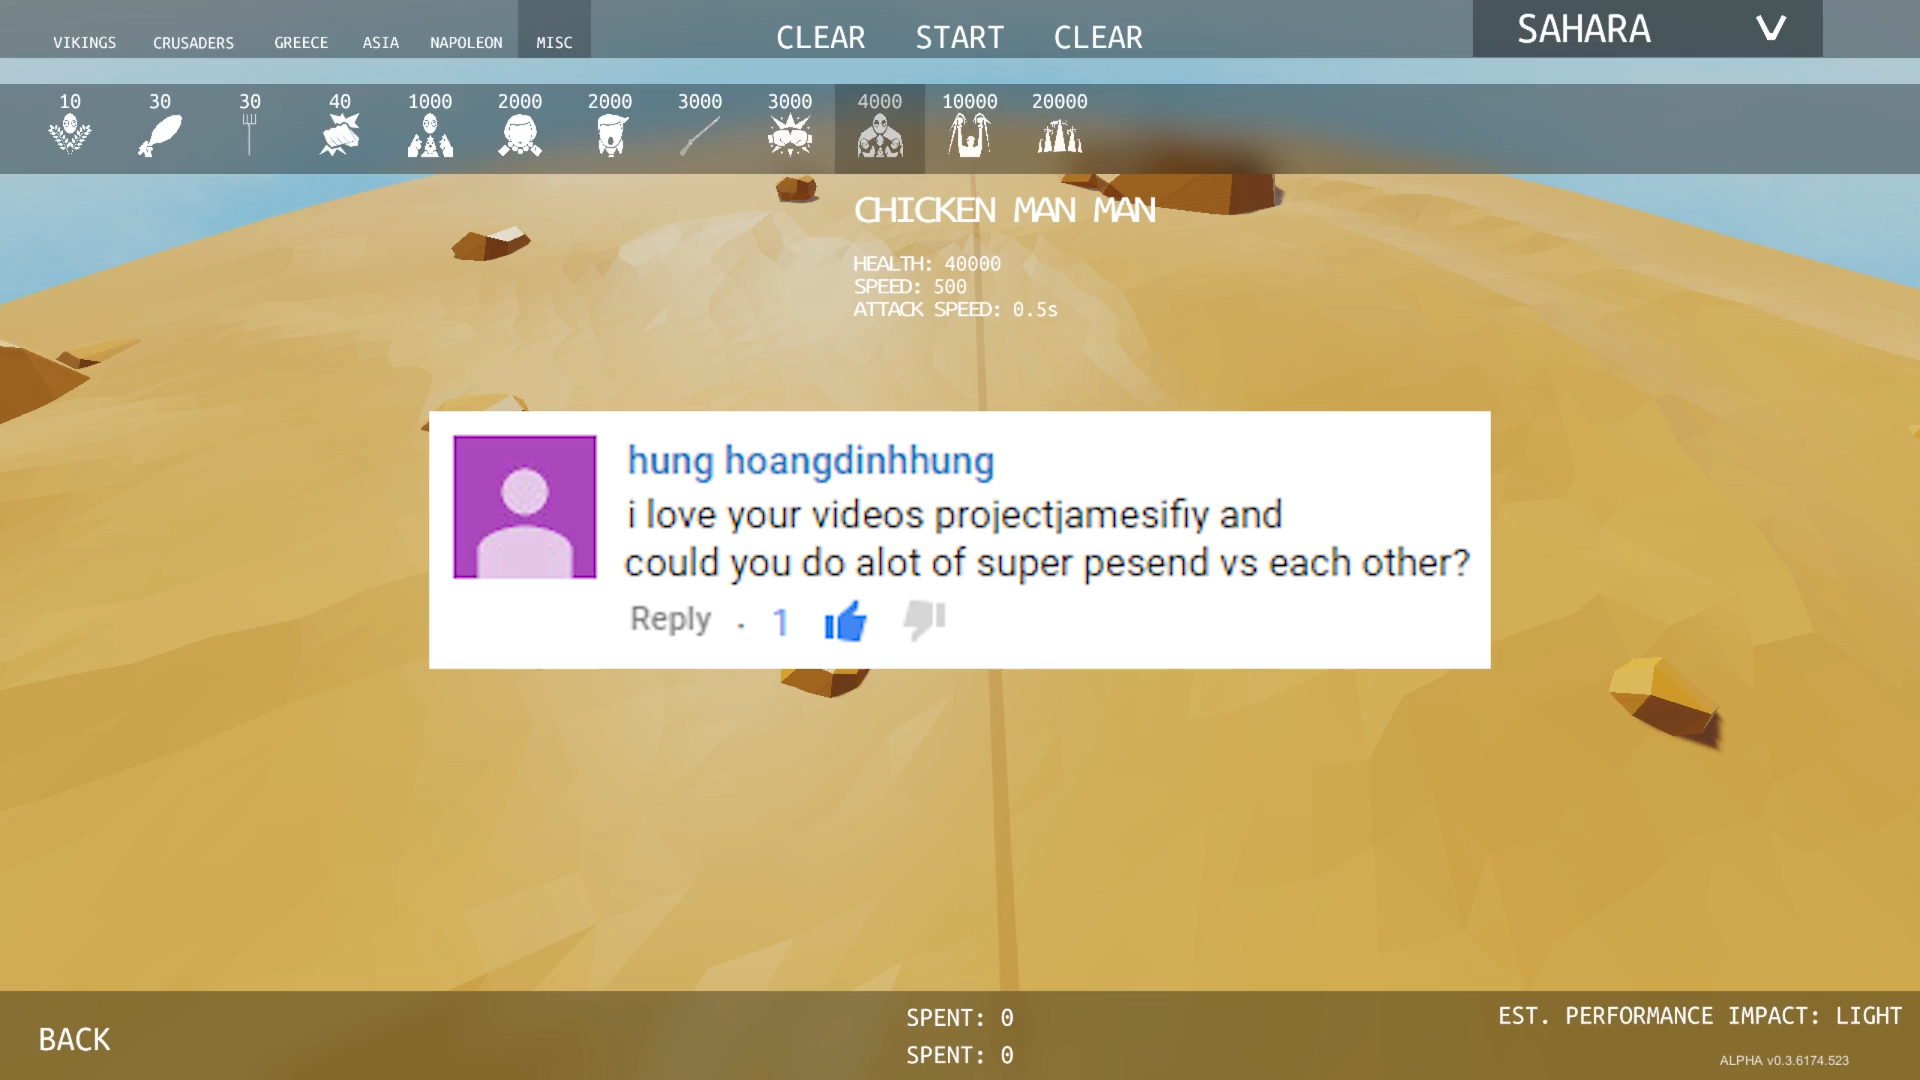 VIKINGS CRUSADERS GREECE ASIA NAPOLEON MISC CLEAR START CLEAR SAHARA V
10 30 30 40 1000 2000 2000 3000 3000 4000 10000 20000
CHICKEN MAN MAN
HEALTH: 40000
SPEED: 500
ATTACK SPEED: 0.5s
hung hoangdinhhung
i love your videos projectjamesifiy and
could you do alot of super pesend vs each other?
Reply · 1
BACK
SPENT: 0
SPENT: 0
EST. PERFORMANCE IMPACT: LIGHT
ALPHA v0.3.6174.523